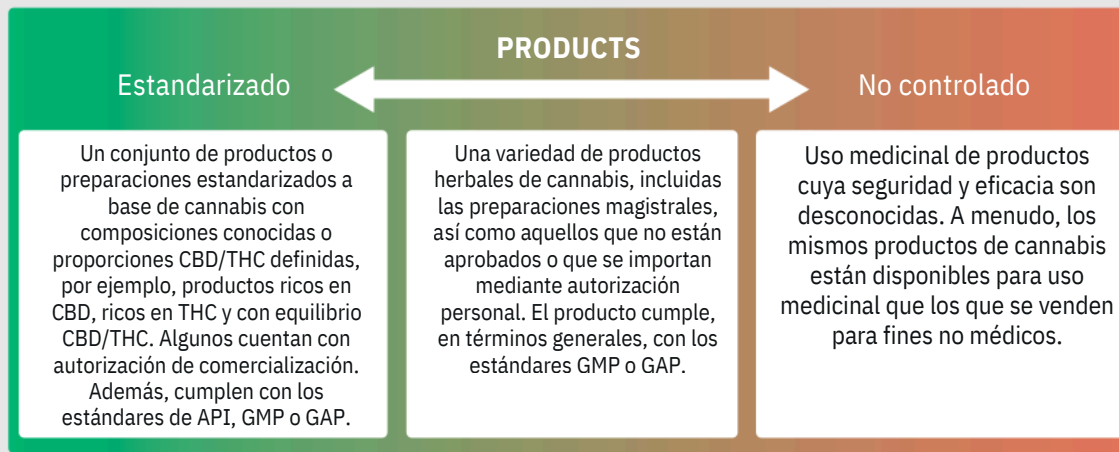 PRODUCTS
Estandarizado
No controlado
Un conjunto de productos o
preparaciones estandarizados a
base de cannabis con
composiciones conocidas o
proporciones CBD/THC definidas,
por ejemplo, productos ricos en
CBD, ricos en THC y con equilibrio
CBD/THC. Algunos cuentan con
autorización de comercialización.
Además, cumplen con los
estándares de API, GMP o GAP.
Una variedad de productos
herbales de cannabis, incluidas
las preparaciones magistrales,
así como aquellos que no están
aprobados o que se importan
mediante autorización
personal. El producto cumple,
en términos generales, con los
estándares GMP o GAP.
Uso medicinal de productos
cuya seguridad y eficacia son
desconocidas. A menudo, los
mismos productos de cannabis
están disponibles para uso
medicinal que los que se venden
para fines no médicos.